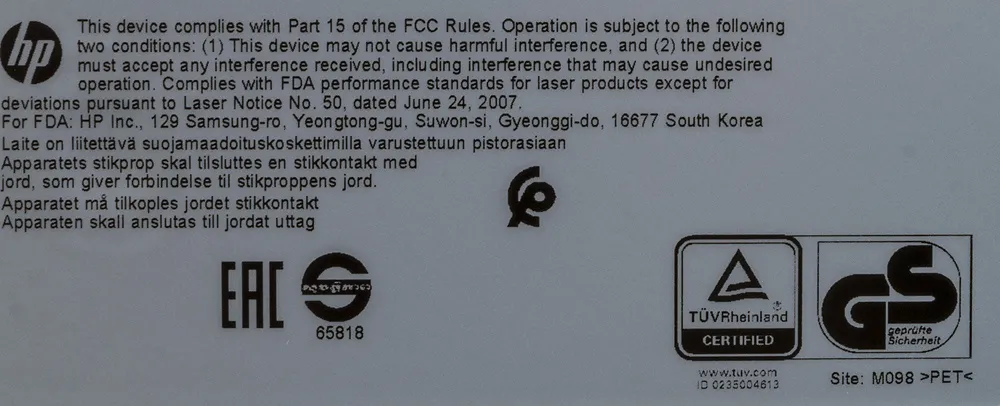 hp
This device complies with Part 15 of the FCC Rules. Operation is subject to the following
two conditions: (1) This device may not cause harmful interference, and (2) the device
must accept any interference received, including interference that may cause undesired
operation. Complies with FDA performance standards for laser products except for
deviations pursuant to Laser Notice No. 50, dated June 24, 2007.
For FDA: HP Inc., 129 Samsung-ro, Yeongtong-gu, Suwon-si, Gyeonggi-do, 16677 South Korea
Laite on liitettävä suojamaadoituskoskettimilla varustettuun pistorasiaan
Apparatets stikprop skal tilsluttes en stikkontakt med
jord, som giver forbindelse til stikproppens jord.
Apparatet må tilkoples jordet stikkontakt
Apparaten skall anslutas till jordat uttag
EAC
65818
TÜVRheinland
CERTIFIED
www.tuv.com
ID 0235004613
GS
geprüfte
Sicherheit
Site: M098 >PET<